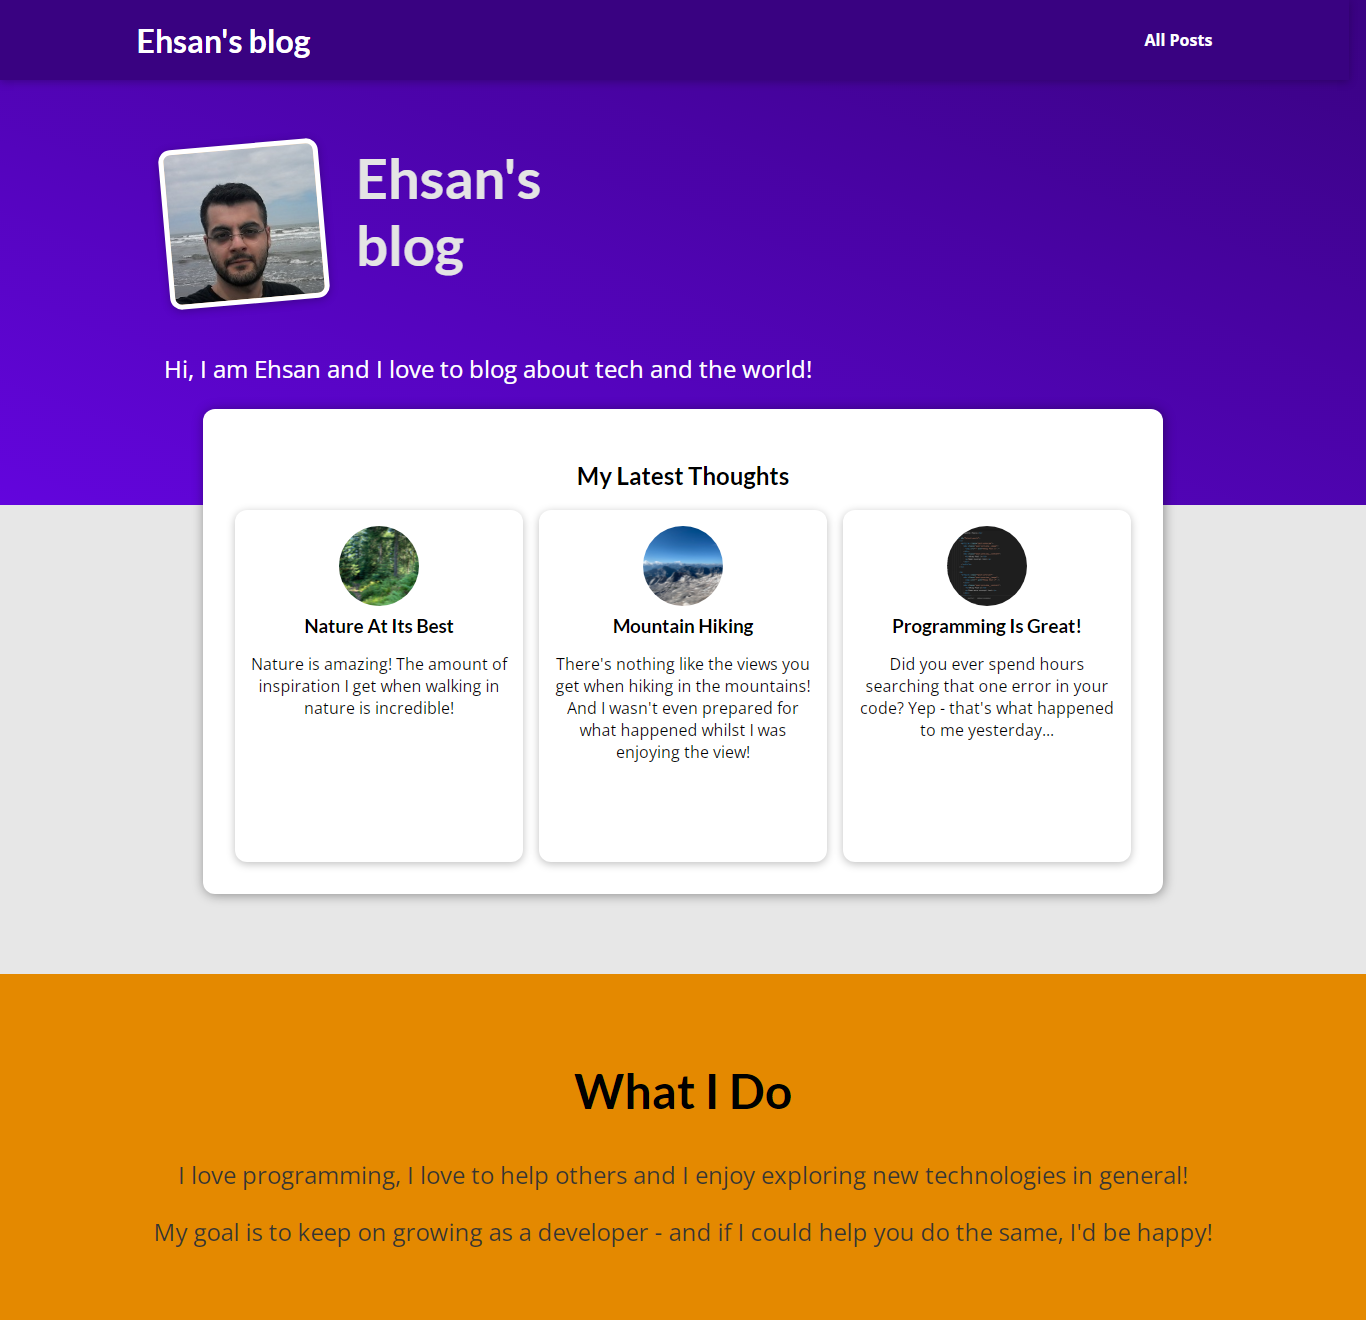 Ehsan's blog
All Posts
Ehsan's
blog
Hi, I am Ehsan and I love to blog about tech and the world!
My Latest Thoughts
Nature At Its Best
Nature is amazing! The amount of
inspiration I get when walking in
nature is incredible!
Mountain Hiking
There's nothing like the views you
get when hiking in the mountains!
And I wasn't even prepared for
what happened whilst I was
enjoying the view!
Programming Is Great!
Did you ever spend hours
searching that one error in your
code? Yep - that's what happened
to me yesterday...
What I Do
I love programming, I love to help others and I enjoy exploring new technologies in general!
My goal is to keep on growing as a developer - and if I could help you do the same, I'd be happy!